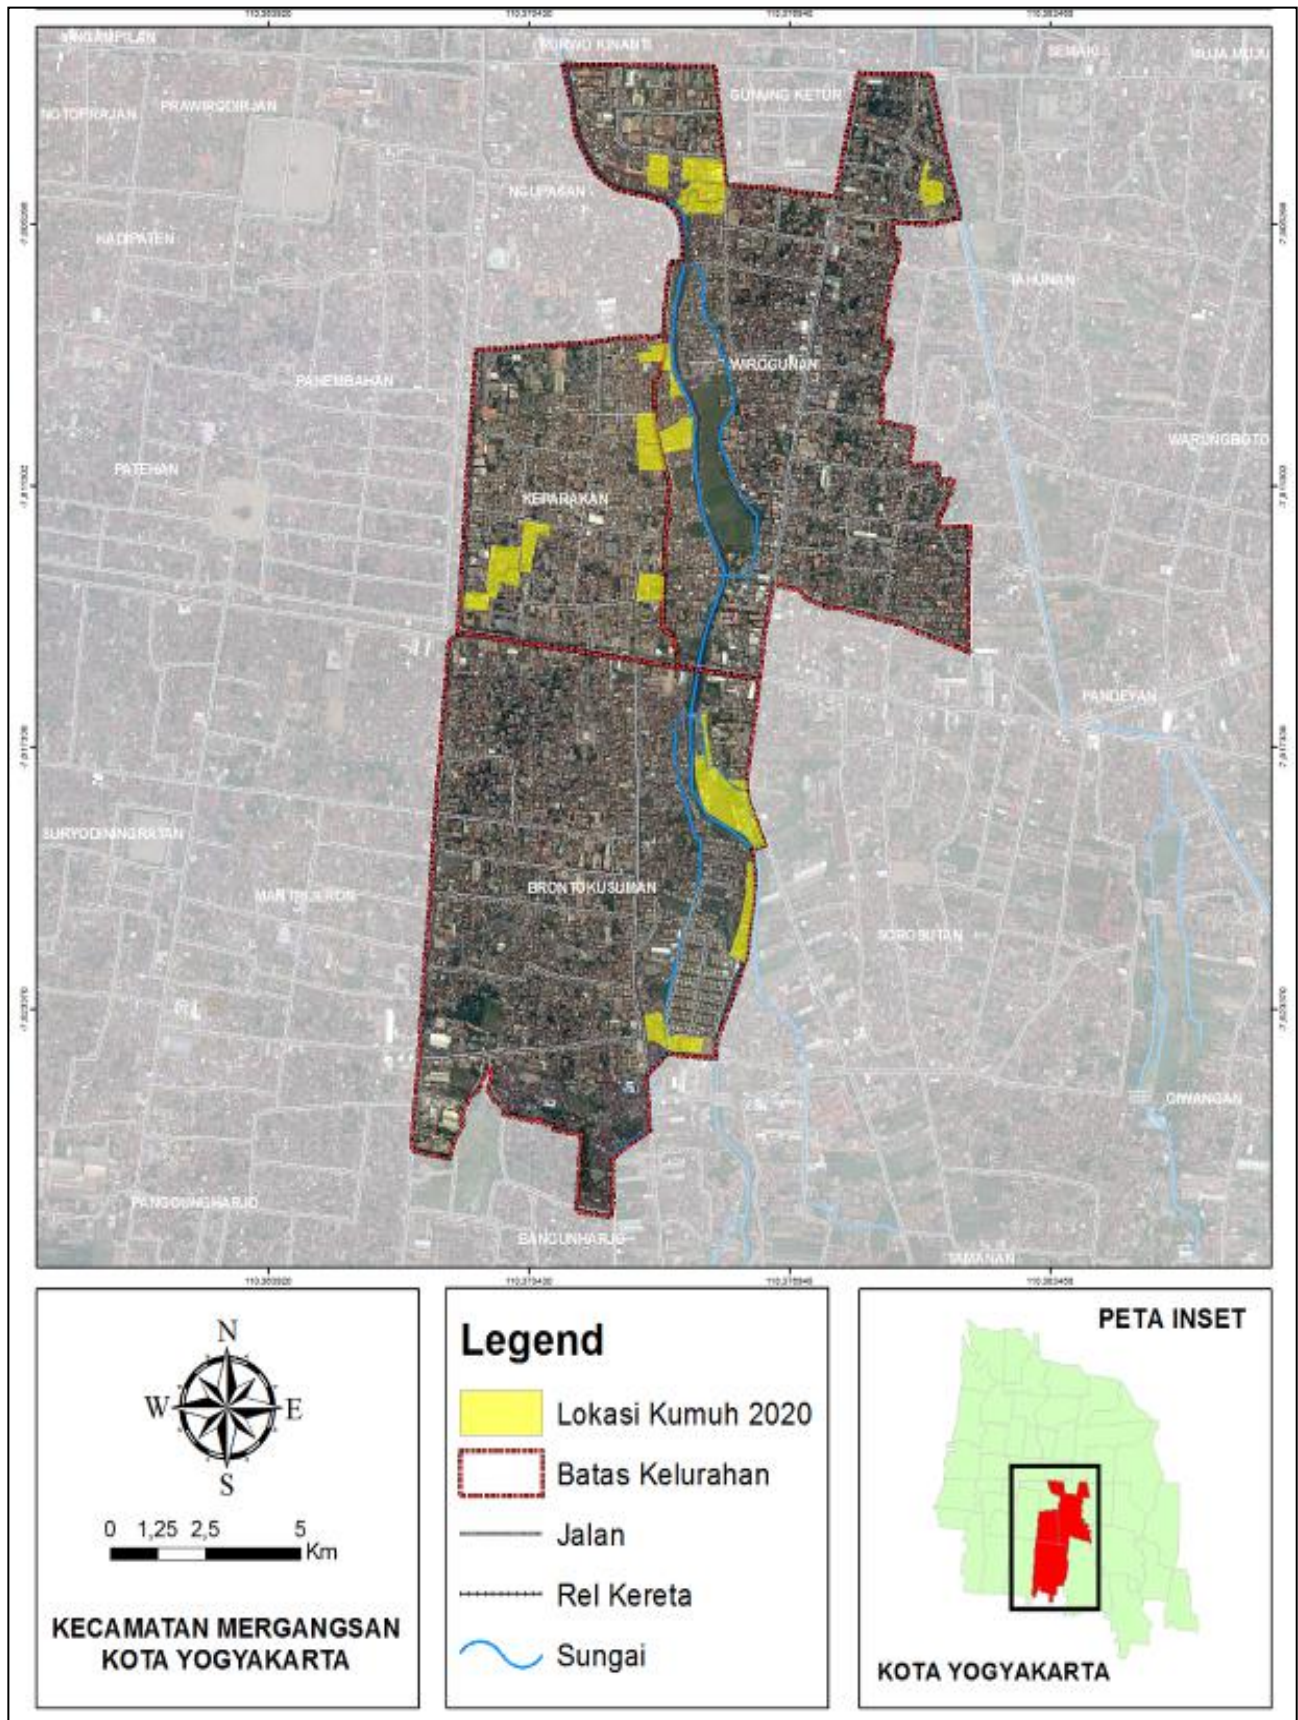 PURWO KINANTI
SEMAKI
MUJA MUJU
PRAWIRODIRJAN
GUNUNG KETUR
NGUPASAN
KADIPATEN
TAHUNAN
WIROGUNAN
PANEMBAHAN
WARUNGBOTO
PATEHAN
KEPARAKAN
PANDEYAN
SURYODININGRATAN
BRONTOKUSUMAN
SOROSUTAN
GIWANGAN
PANGGUNGHARJO
BANGUNHARJO
TAMANAN
N
W E
S
0 1,25 2,5 5
Km
KECAMATAN MERGANGSAN
KOTA YOGYAKARTA
Legend
Lokasi Kumuh 2020
Batas Kelurahan
Jalan
Rel Kereta
Sungai
PETA INSET
KOTA YOGYAKARTA